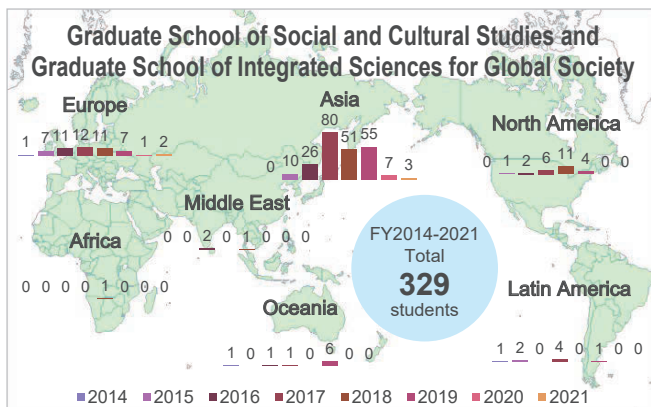 Graduate School of Social and Cultural Studies and
Graduate School of Integrated Sciences for Global Society
Europe
1 7 11 12 11 7 1 2
Asia
0 10 26 80 51 55 7 3
North America
0 1 2 6 11 4 0 0
Middle East
0 0 2 0 1 0 0 0
Africa
0 0 0 0 1 0 0 0
FY2014-2021
Total
329
students
Oceania
1 0 1 1 0 6 0 0
Latin America
1 2 0 4 0 1 0 0
2014 2015 2016 2017 2018 2019 2020 2021